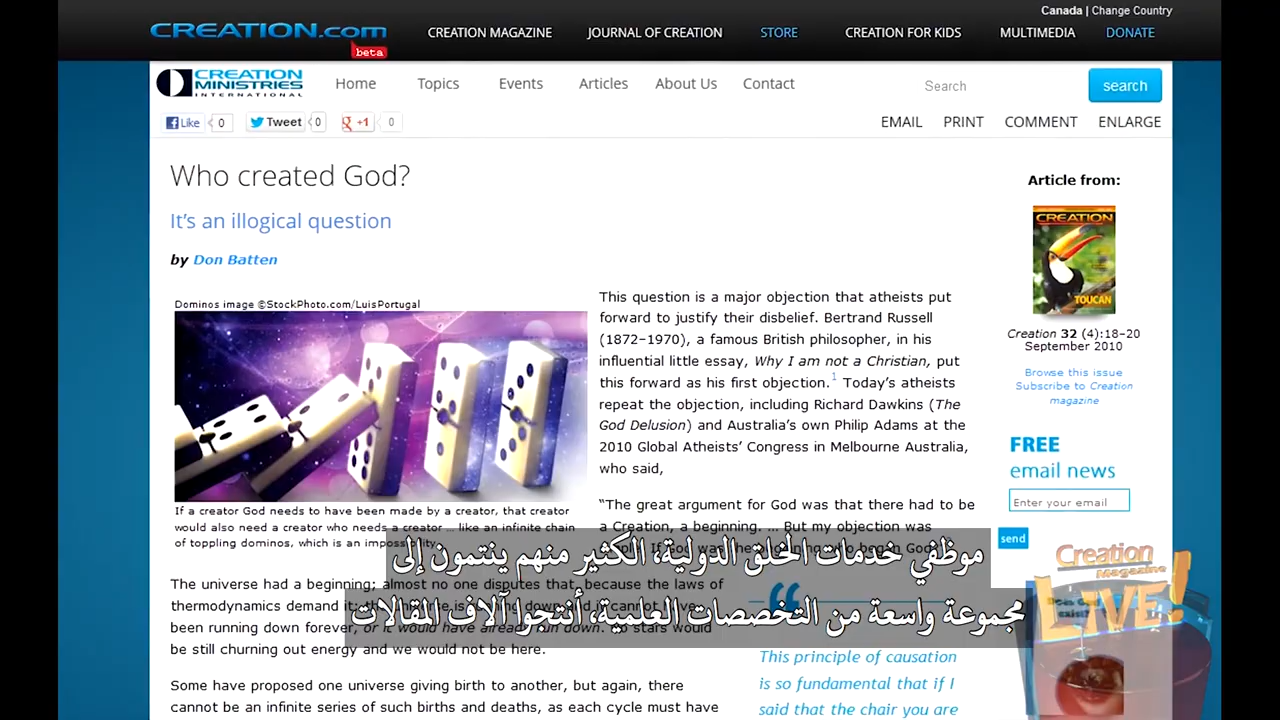 Canada | Change Country
CREATION.com
beta
CREATION MAGAZINE JOURNAL OF CREATION STORE CREATION FOR KIDS MULTIMEDIA DONATE
CREATION
MINISTRIES
INTERNATIONAL
Home Topics Events Articles About Us Contact Search search
Like 0 Tweet 0 +1 0 EMAIL PRINT COMMENT ENLARGE
Who created God?
It's an illogical question
by Don Batten
Dominos image ©StockPhoto.com/LuisPortugal
If a creator God needs to have been made by a creator, that creator
would also need a creator who needs a creator … like an infinite chain
of toppling dominos, which is an impossibility.
This question is a major objection that atheists put
forward to justify their disbelief. Bertrand Russell
(1872–1970), a famous British philosopher, in his
influential little essay, Why I am not a Christian, put
this forward as his first objection.1 Today's atheists
repeat the objection, including Richard Dawkins (The
God Delusion) and Australia's own Philip Adams at the
2010 Global Atheists' Congress in Melbourne Australia,
who said,
“The great argument for God was that there had to be
a Creation, a beginning. … But my objection was
The universe had a beginning; almost no one disputes that, because the laws of
thermodynamics demand it:
been running down forever, or it would have already run down. No stars would
be still churning out energy and we would not be here.
Some have proposed one universe giving birth to another, but again, there
cannot be an infinite series of such births and deaths, as each cycle must have
This principle of causation
is so fundamental that if I
said that the chair you are
Article from:
CREATION
TOUCAN
Creation 32 (4):18–20
September 2010
Browse this issue
Subscribe to Creation
magazine
FREE
email news
Enter your email
send
موظفي خدمات الخلق الدولية، الكثير منهم ينتمون إلى
مجموعة واسعة من التخصصات العلمية، أنتجوا آلاف المقالات
Creation
Magazine
LiVE!